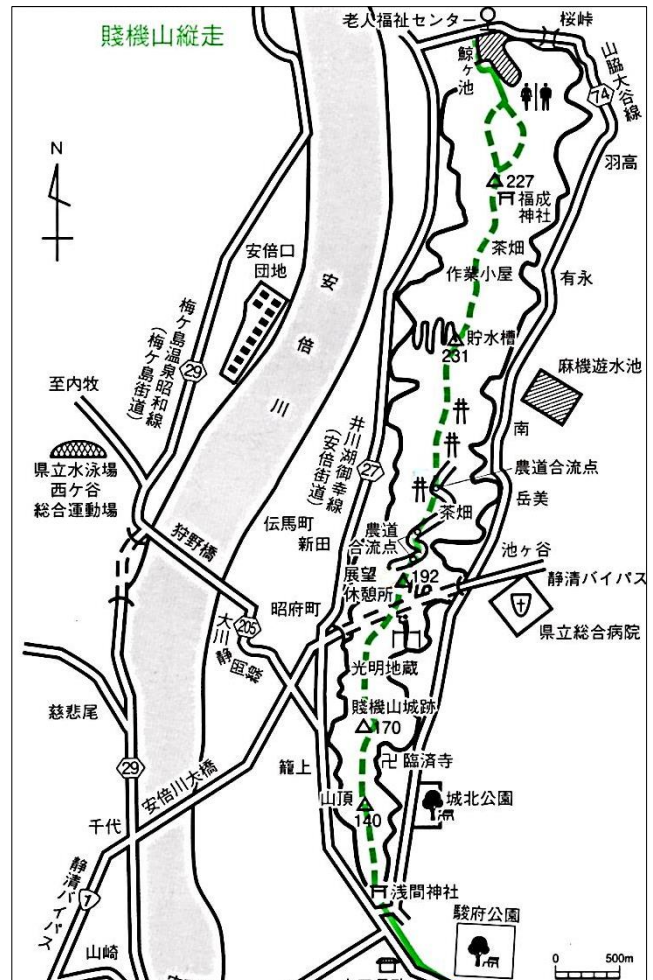 賤機山縦走
老人福祉センター
桜峠
山脇大谷線
74
鯨ヶ池
羽高
N
227
福成
神社
茶畑
作業小屋
有永
安倍口
団地
安倍川
梅ケ島温泉昭和線
(梅ケ島街道)
29
貯水槽
231
麻機遊水池
至内牧
井川湖御幸線
(安倍街道)
27
南
県立水泳場
西ケ谷
総合運動場
農道合流点
岳美
茶畑
狩野橋
伝馬町
新田
農道
合流点
池ヶ谷
展望
休憩所
192
静清バイパス
昭府町
205
県立総合病院
光明地蔵
慈悲尾
賤機山城跡
170
卍臨済寺
29
籠上
安倍川大橋
山頂
140
城北公園
千代
静清バイパス
1
浅間神社
駿府公園
山崎
0
500m